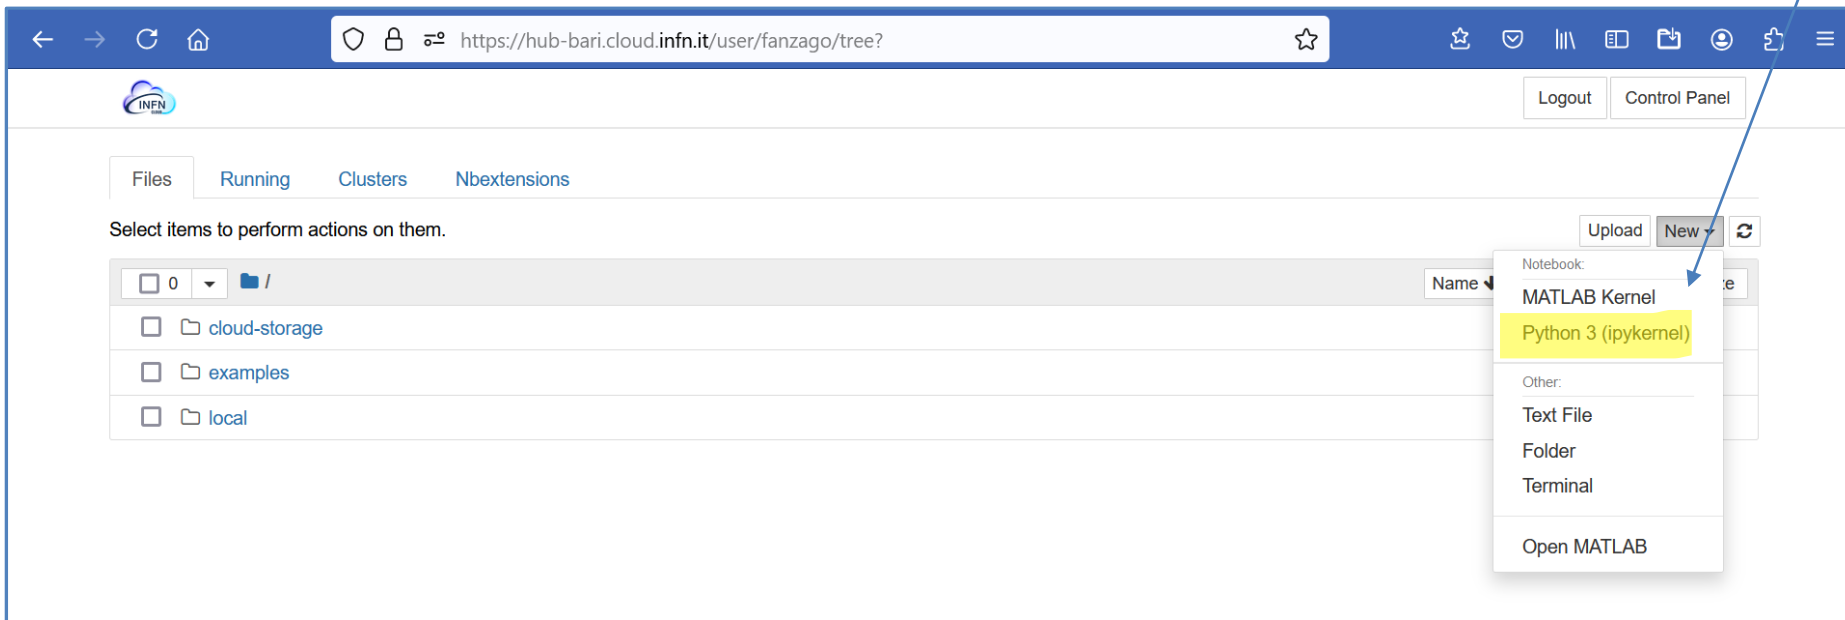 https://hub-bari.cloud.infn.it/user/fanzago/tree?
INFN
Logout
Control Panel
Files
Running
Clusters
Nbextensions
Select items to perform actions on them.
Upload
New
0
/
Name
ze
Notebook:
MATLAB Kernel
Python 3 (ipykernel)
Other:
Text File
Folder
Terminal
Open MATLAB
cloud-storage
examples
local